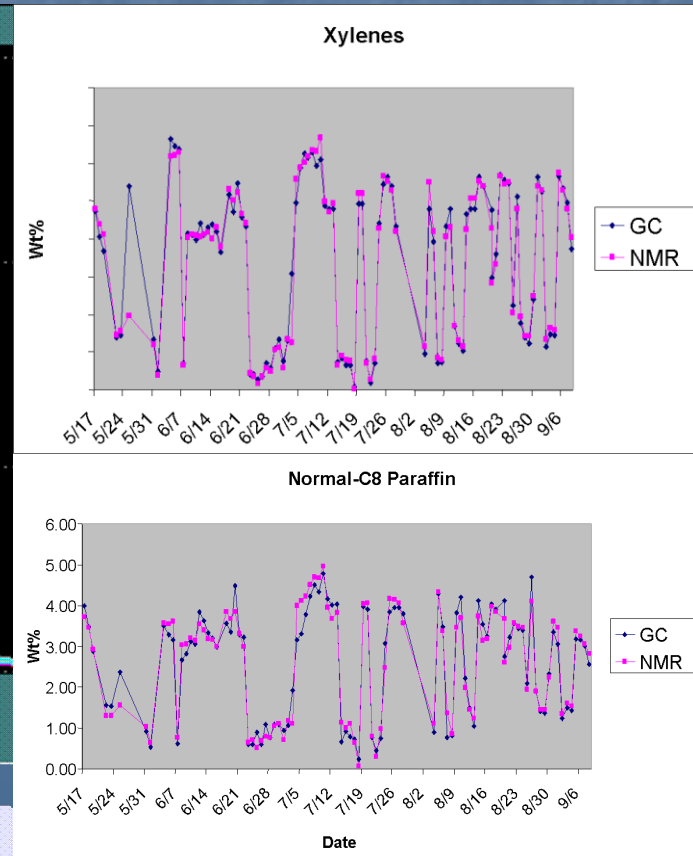 Xylenes
Wt%
5/17 5/24 5/31 6/7 6/14 6/21 6/28 7/5 7/12 7/19 7/26 8/2 8/9 8/16 8/23 8/30 9/6
GC
NMR
Normal-C8 Paraffin
6.00
5.00
4.00
3.00
2.00
1.00
0.00
Wt%
5/17 5/24 5/31 6/7 6/14 6/21 6/28 7/5 7/12 7/19 7/26 8/2 8/9 8/16 8/23 8/30 9/6
Date
GC
NMR